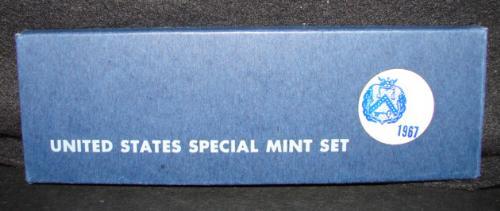 1967
UNITED STATES SPECIAL MINT SET